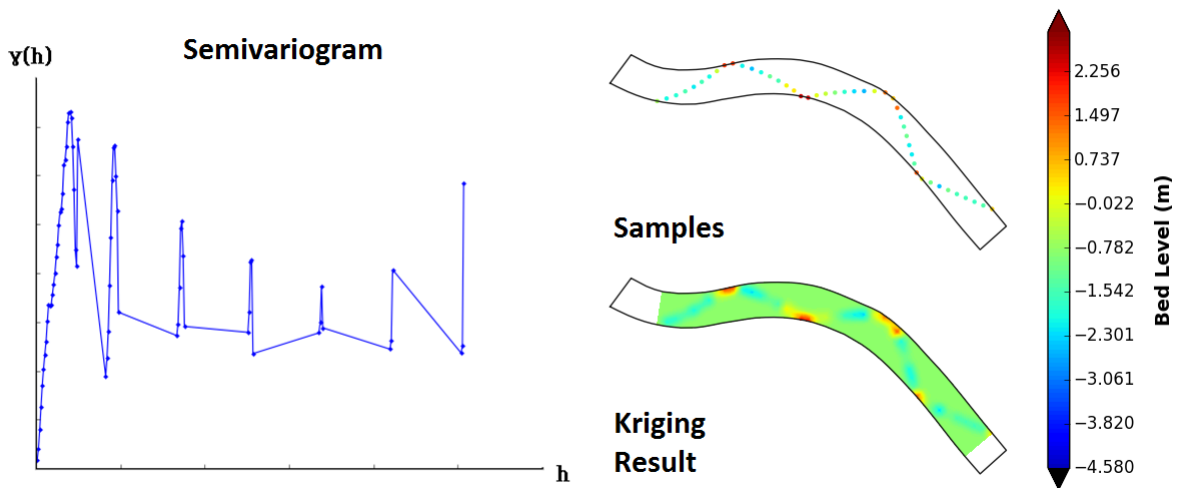 Semivariogram
ɣ(h)
h
Samples
Kriging
Result
2.256
1.497
0.737
−0.022
−0.782
−1.542
−2.301
−3.061
−3.820
−4.580
Bed Level (m)